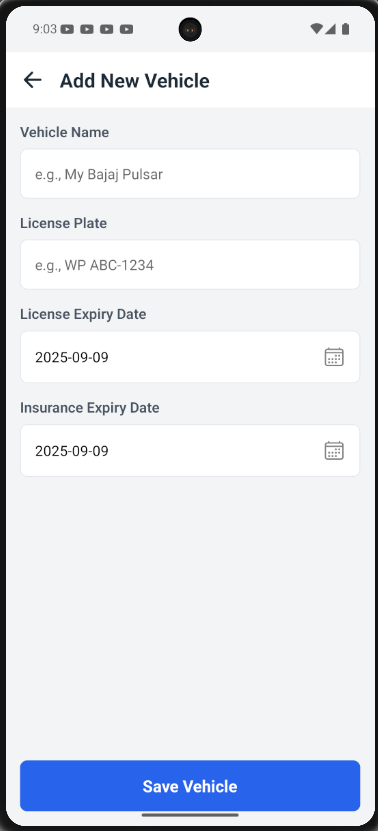 9:03
Add New Vehicle
Vehicle Name
e.g., My Bajaj Pulsar
License Plate
e.g., WP ABC-1234
License Expiry Date
2025-09-09
Insurance Expiry Date
2025-09-09
Save Vehicle